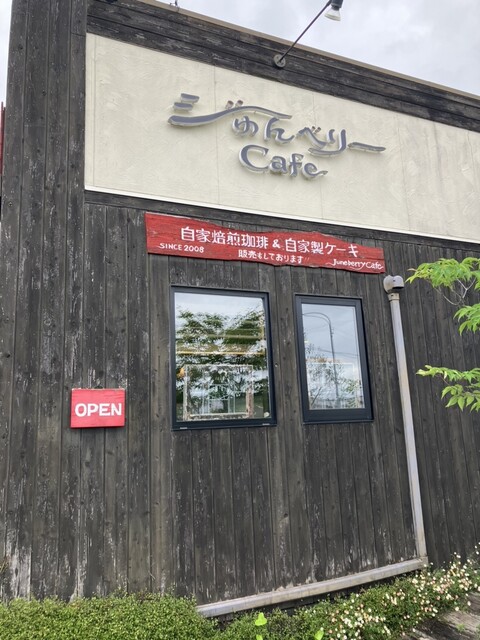 じゅんべりー
Cafe
自家焙煎珈琲&自家製ケーキ
SINCE 2008 販売もしております!! Juneberry Cafe
OPEN